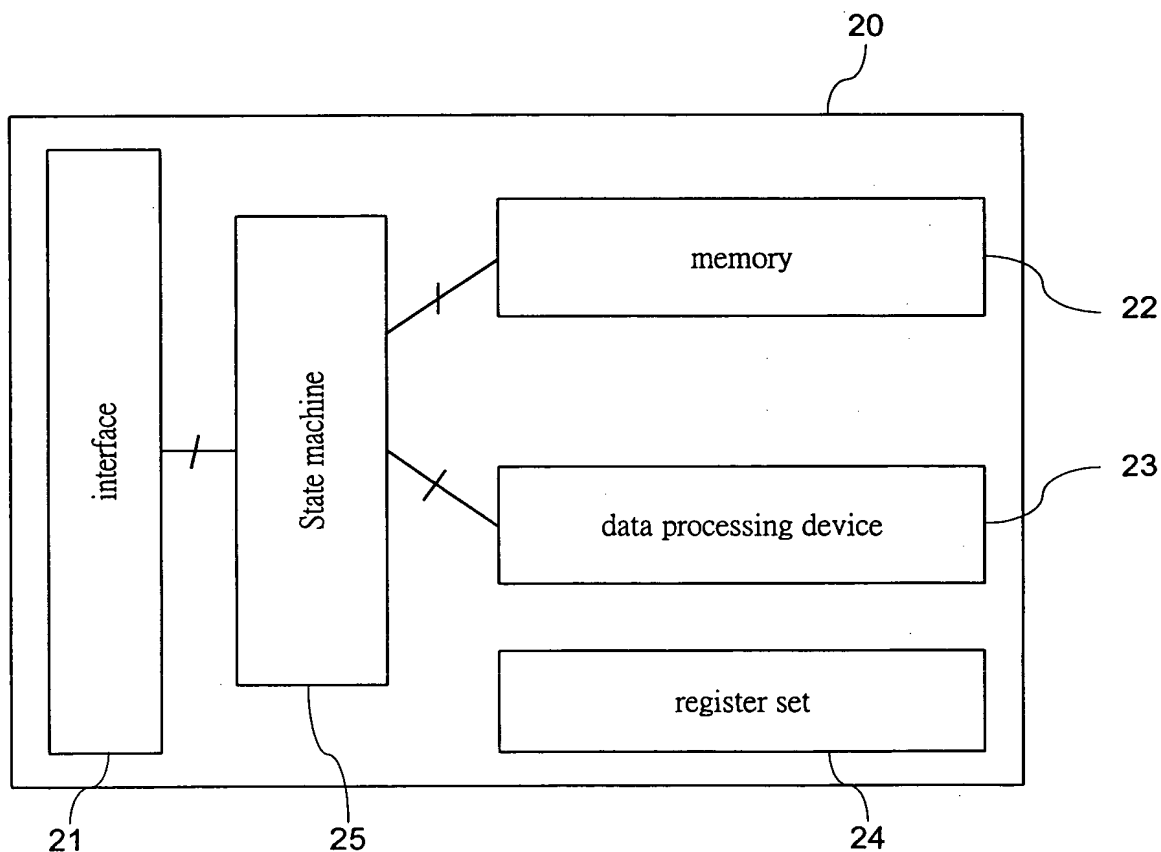 20
memory
22
interface
State machine
23
data processing device
register set
21
25
24